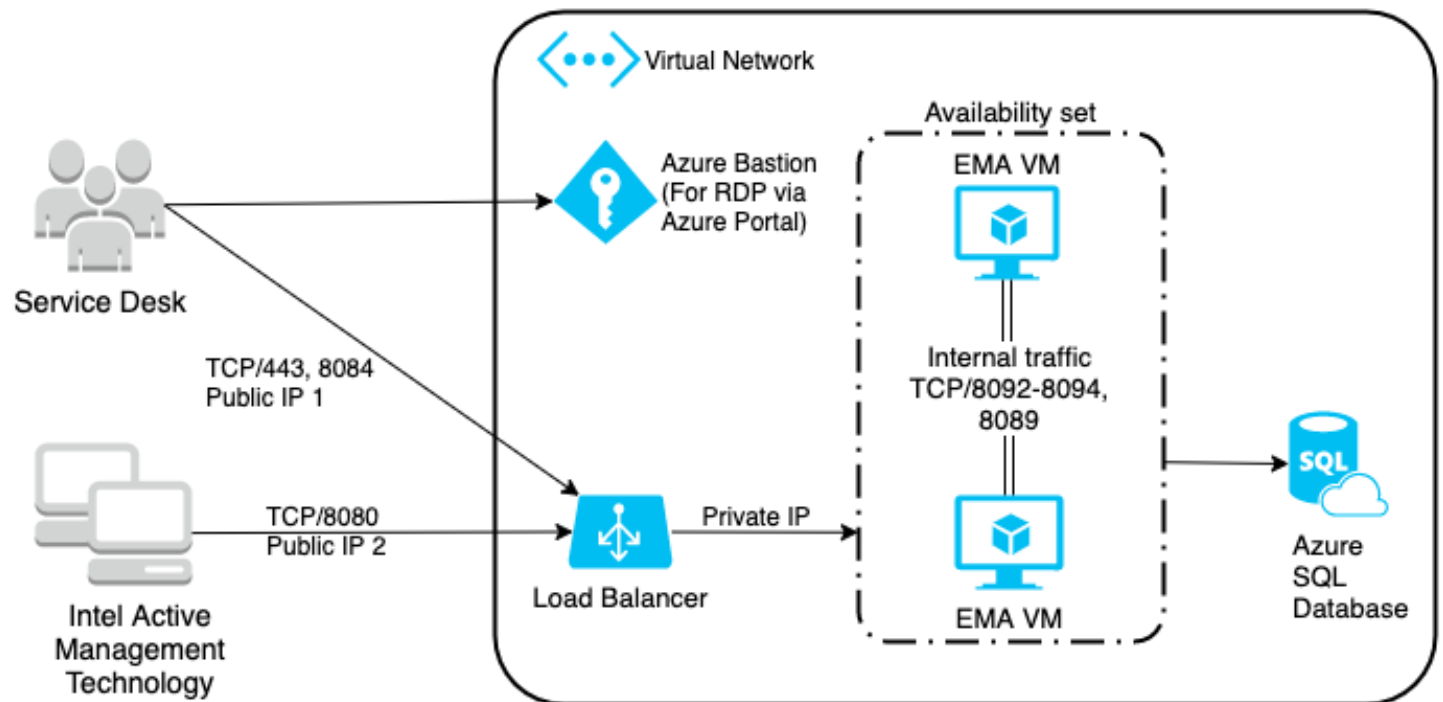 Virtual Network
Availability set
Azure Bastion
(For RDP via
Azure Portal)
EMA VM
Service Desk
TCP/443, 8084
Public IP 1
Internal traffic
TCP/8092-8094,
8089
SQL
TCP/8080
Public IP 2
Private IP
Load Balancer
EMA VM
Azure
SQL
Database
Intel Active
Management
Technology